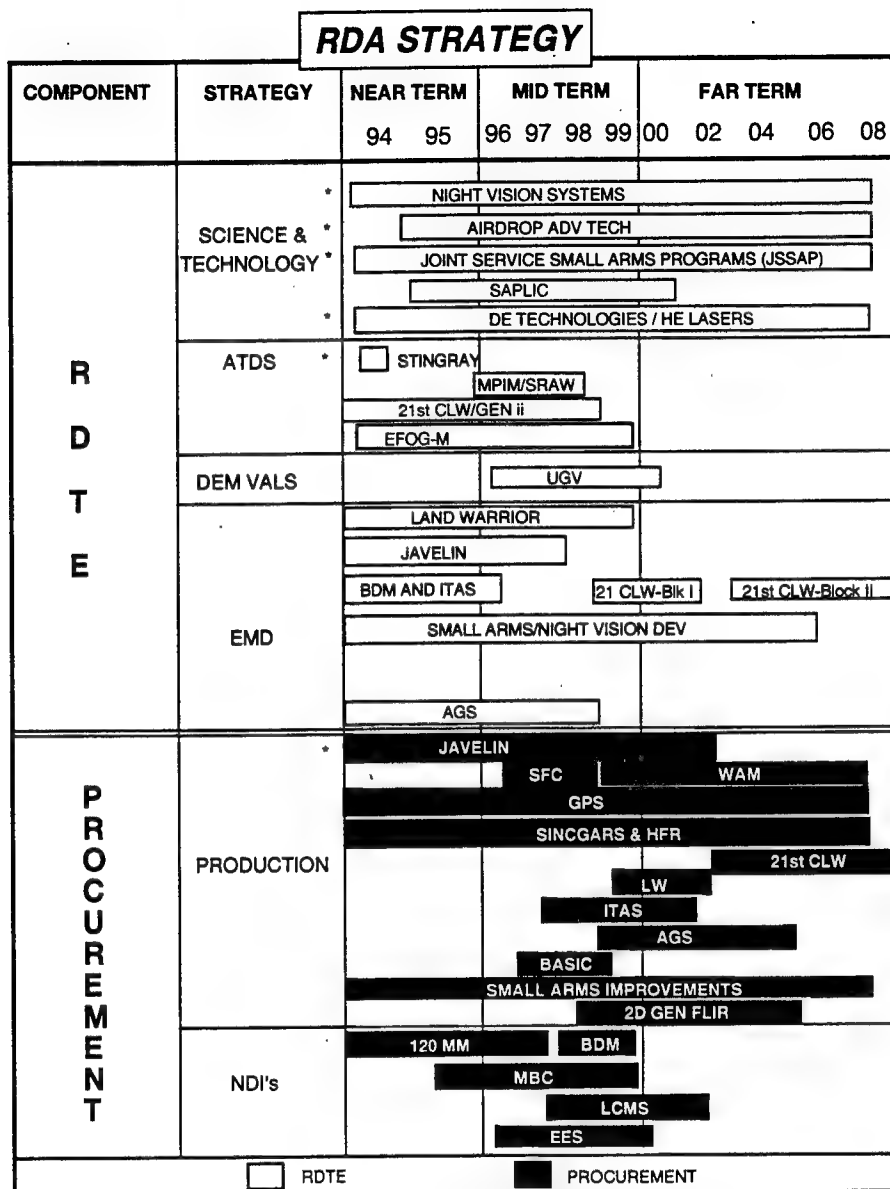 RDA STRATEGY
COMPONENT STRATEGY NEAR TERM MID TERM FAR TERM
94 95 96 97 98 99 00 02 04 06 08
RDTE
SCIENCE &
TECHNOLOGY
* NIGHT VISION SYSTEMS
* AIRDROP ADV TECH
* JOINT SERVICE SMALL ARMS PROGRAMS (JSSAP)
SAPLIC
* DE TECHNOLOGIES / HE LASERS
ATDS * STINGRAY
MPIM/SRAW
21st CLW/GEN ii
EFOG-M
DEM VALS UGV
EMD
LAND WARRIOR
JAVELIN
BDM AND ITAS 21 CLW-Blk I 21st CLW-Block ii
SMALL ARMS/NIGHT VISION DEV
AGS
PROCUREMENT
PRODUCTION
* JAVELIN
SFC WAM
GPS
SINCGARS & HFR
21st CLW
LW
ITAS
AGS
BASIC
SMALL ARMS IMPROVEMENTS
2D GEN FLIR
NDI's
120 MM BDM
MBC
LCMS
EES
RDTE PROCUREMENT